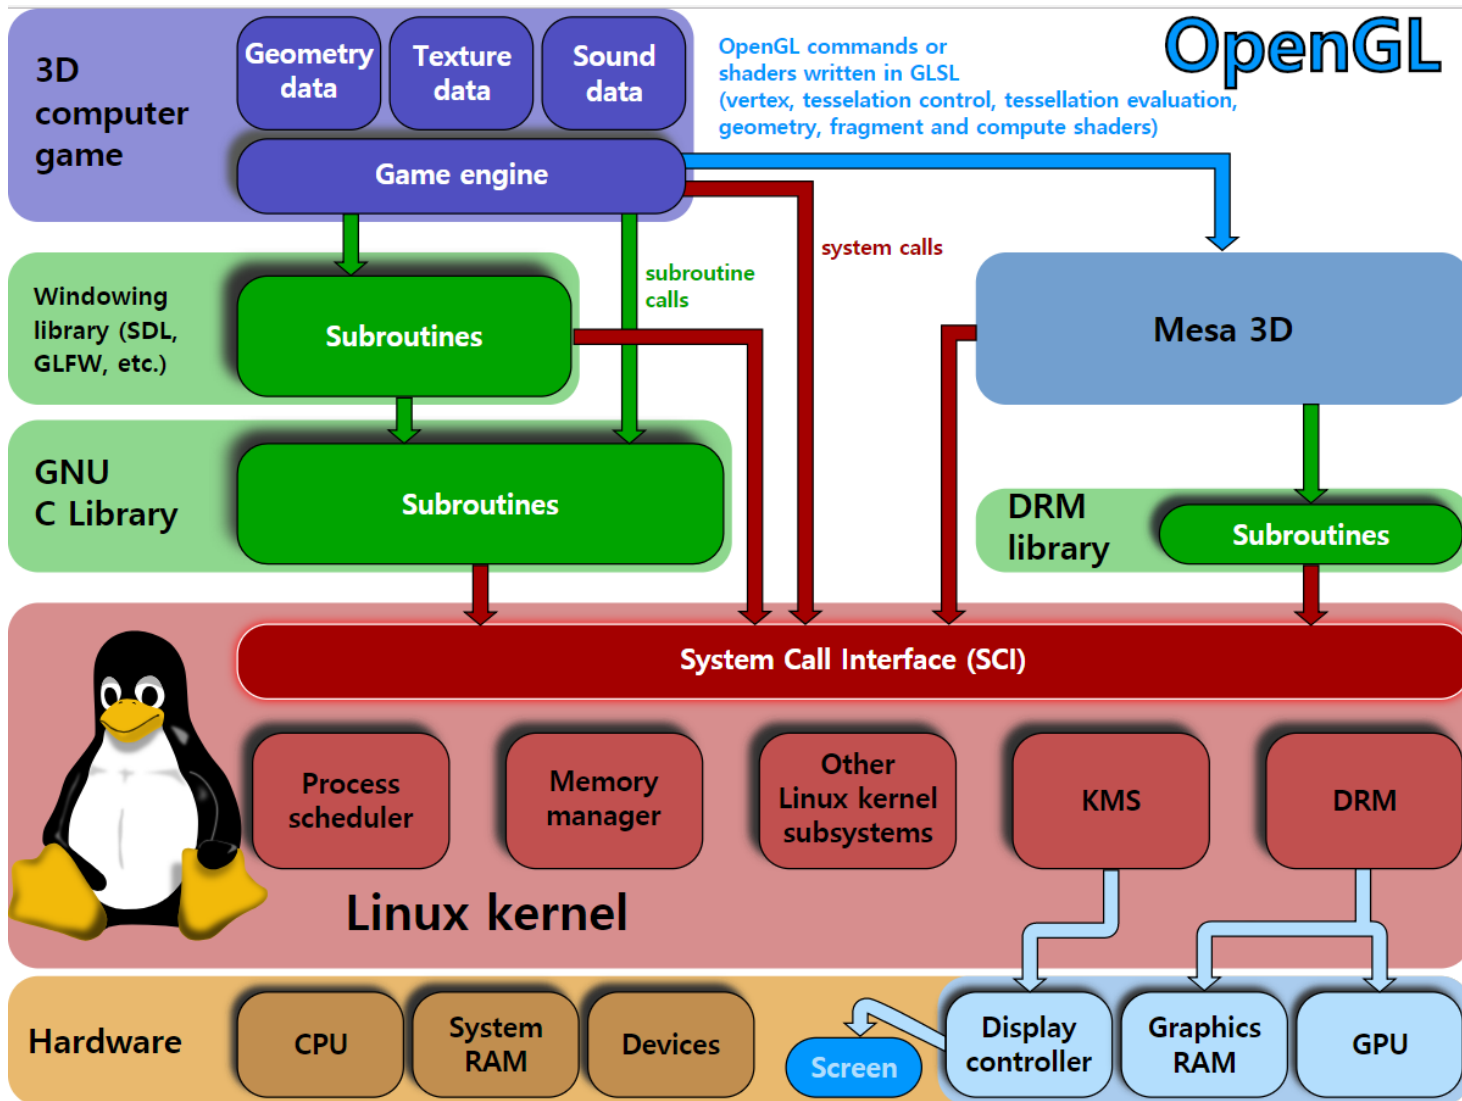 3D
computer
game
Geometry
data
Texture
data
Sound
data
Game engine
OpenGL commands or
shaders written in GLSL
(vertex, tesselation control, tessellation evaluation,
geometry, fragment and compute shaders)
OpenGL
system calls
subroutine
calls
Windowing
library (SDL,
GLFW, etc.)
Subroutines
Mesa 3D
GNU
C Library
Subroutines
DRM
library
Subroutines
System Call Interface (SCI)
Process
scheduler
Memory
manager
Other
Linux kernel
subsystems
KMS
DRM
Linux kernel
Hardware
CPU
System
RAM
Devices
Screen
Display
controller
Graphics
RAM
GPU